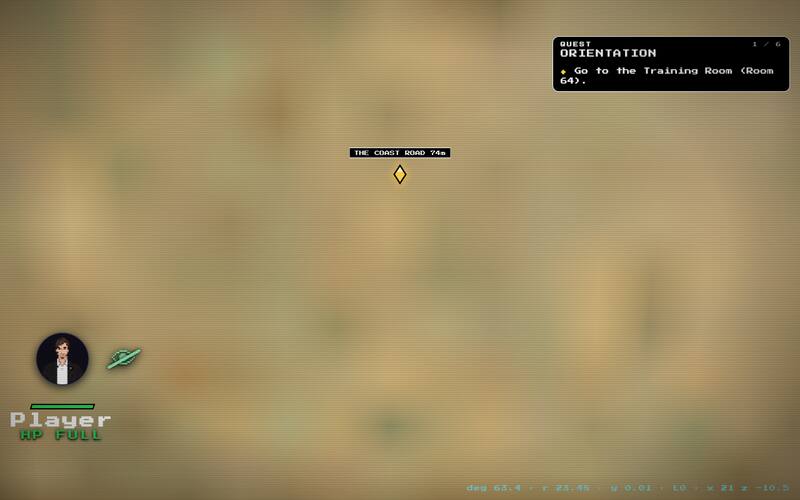 QUEST 1 / 6
ORIENTATION
◆ Go to the Training Room (Room
64).
THE COAST ROAD 74m
Player
HP FULL
deg 63.4 · r 23.48 · y 0.01 · L0 · x 21 z -10.5